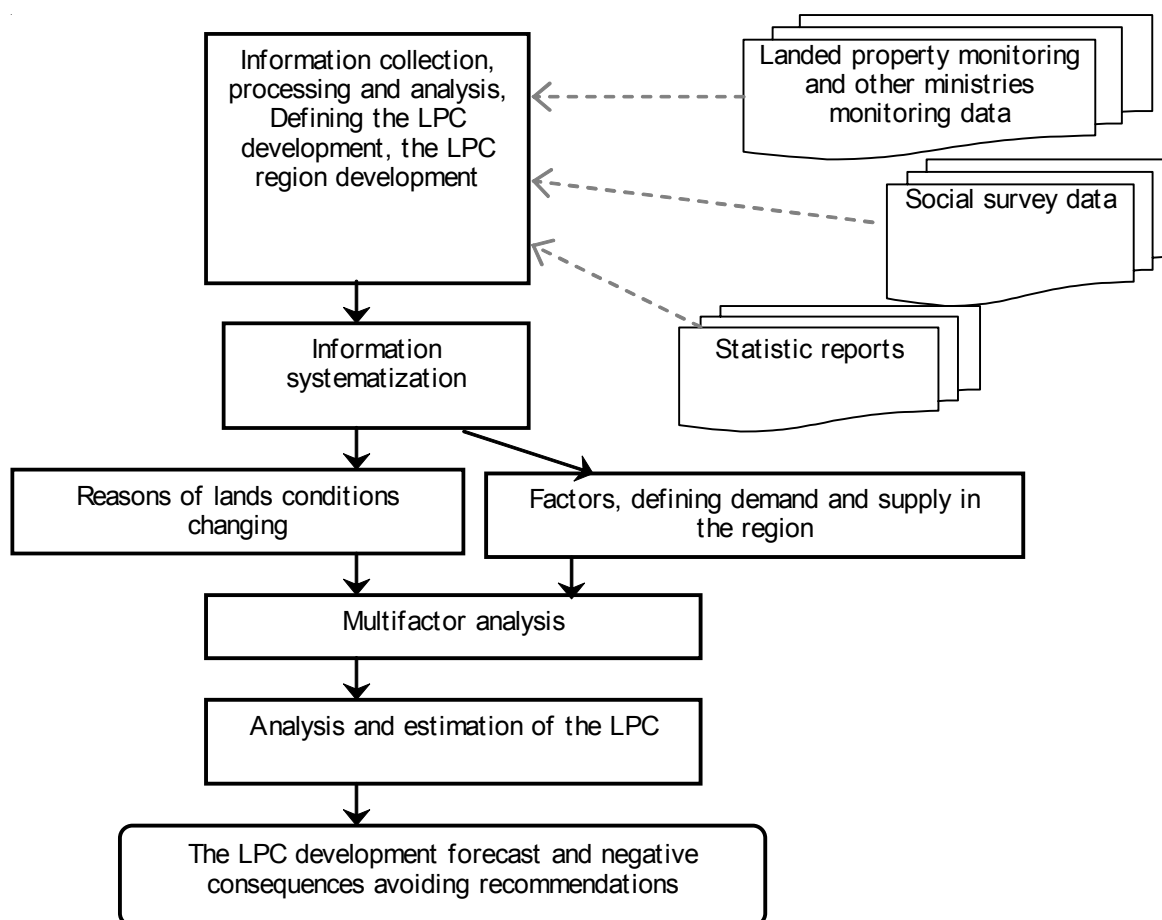 Information collection,
processing and analysis,
Defining the LPC
development, the LPC
region development
Landed property monitoring
and other ministries
monitoring data
Social survey data
Statistic reports
Information
systematization
Reasons of lands conditions
changing
Factors, defining demand and supply in
the region
Multifactor analysis
Analysis and estimation of the LPC
The LPC development forecast and negative
consequences avoiding recommendations